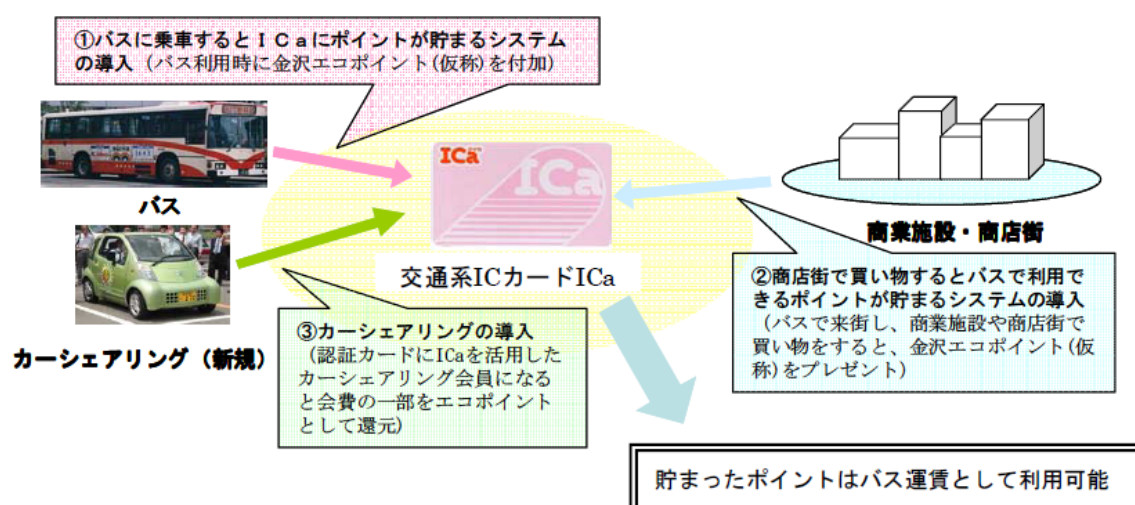 ①バスに乗車するとＩＣａにポイントが貯まるシステム
の導入（バス利用時に金沢エコポイント(仮称)を付加）
バス
ICa
ICa
交通系ICカードICa
商業施設・商店街
②商店街で買い物するとバスで利用で
きるポイントが貯まるシステムの導入
（バスで来街し、商業施設や商店街で
買い物をすると、金沢エコポイント(仮
称)をプレゼント）
カーシェアリング（新規）
③カーシェアリングの導入
（認証カードにICaを活用した
カーシェアリング会員になる
と会費の一部をエコポイント
として還元）
貯まったポイントはバス運賃として利用可能